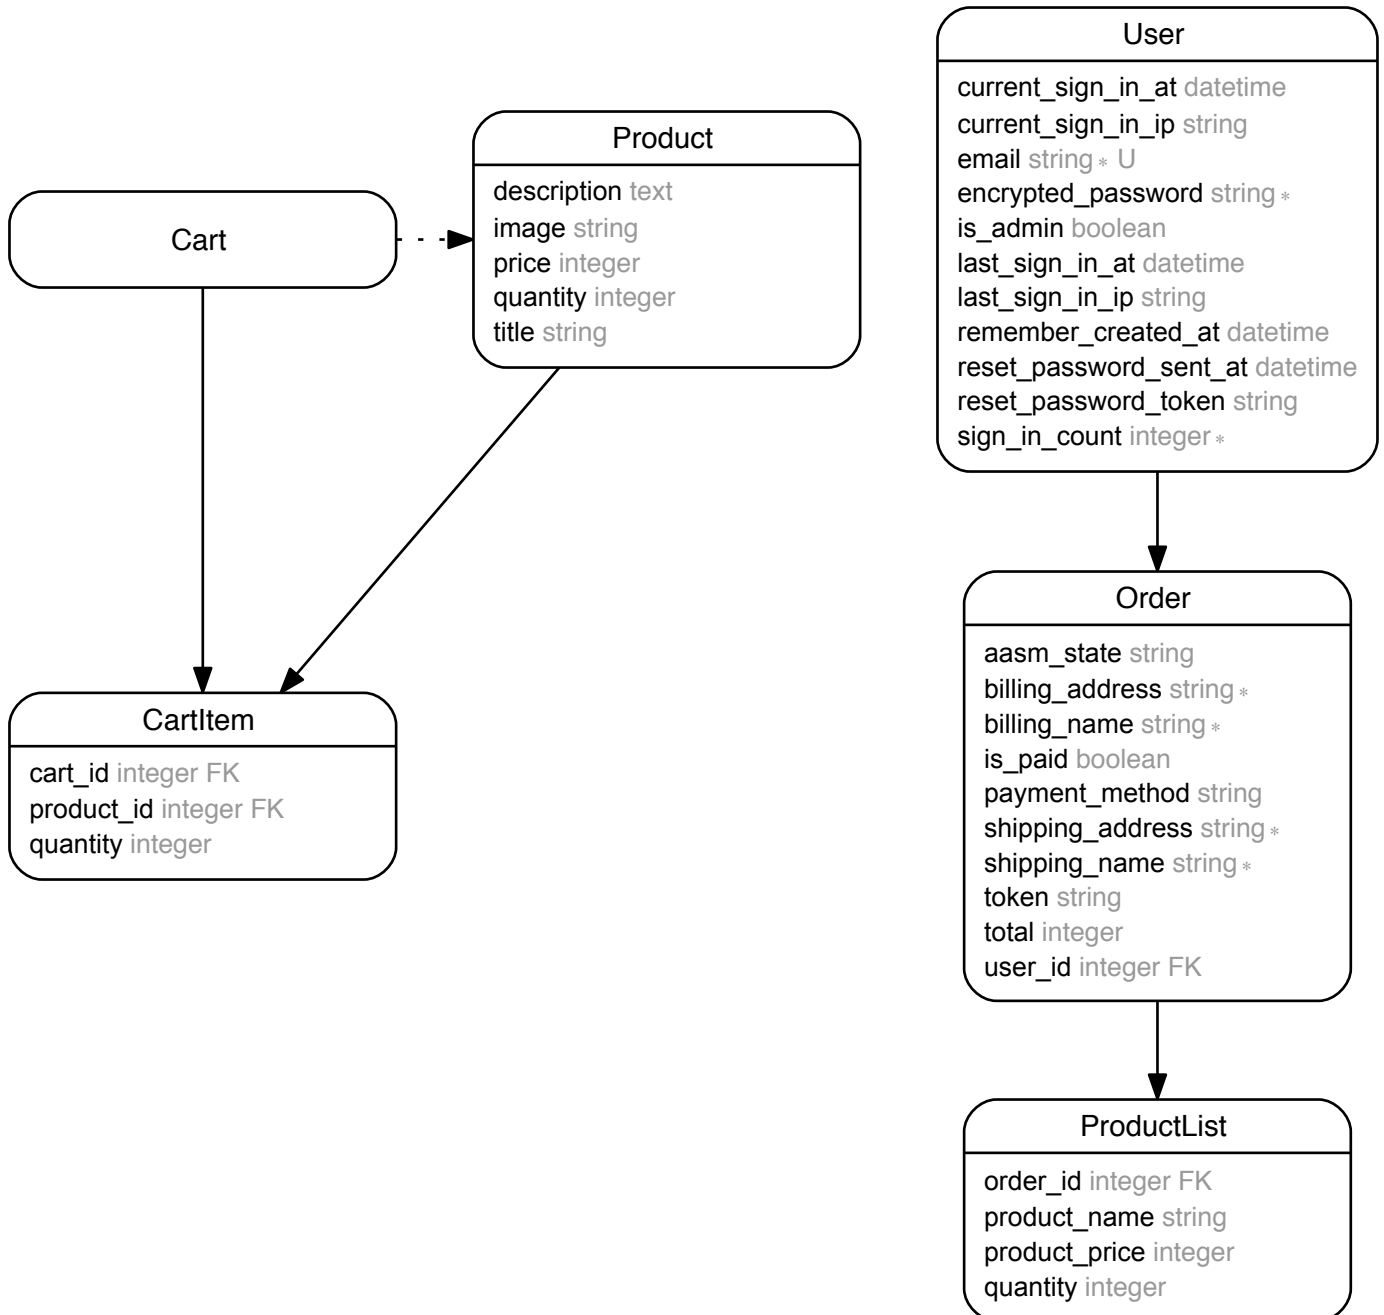 Cart
Product
description text
image string
price integer
quantity integer
title string
CartItem
cart_id integer FK
product_id integer FK
quantity integer
User
current_sign_in_at datetime
current_sign_in_ip string
email string * U
encrypted_password string *
is_admin boolean
last_sign_in_at datetime
last_sign_in_ip string
remember_created_at datetime
reset_password_sent_at datetime
reset_password_token string
sign_in_count integer *
Order
aasm_state string
billing_address string *
billing_name string *
is_paid boolean
payment_method string
shipping_address string *
shipping_name string *
token string
total integer
user_id integer FK
ProductList
order_id integer FK
product_name string
product_price integer
quantity integer